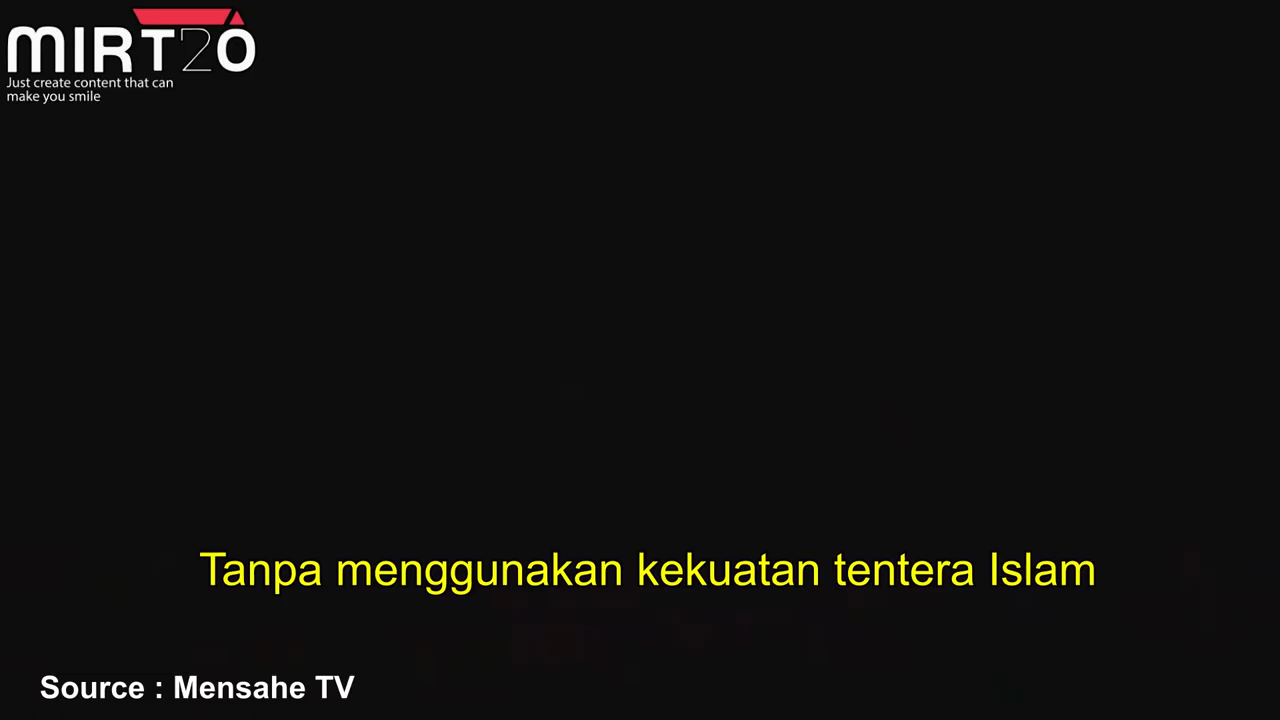 MIRT20
Just create content that can
make you smile
Tanpa menggunakan kekuatan tentera Islam
Source : Mensahe TV